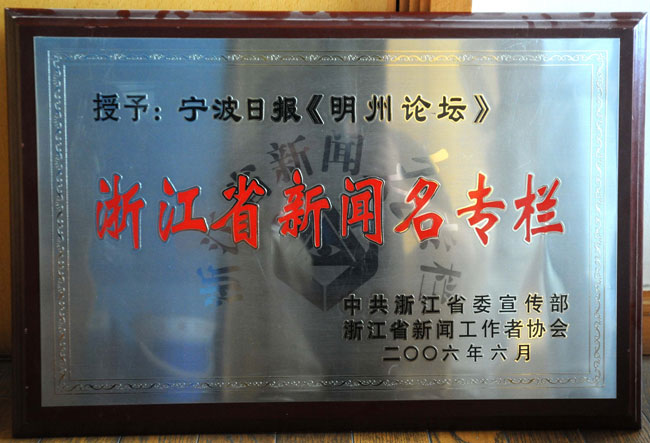 授予：宁波日报《明州论坛》
浙江省新闻名专栏
中共浙江省委宣传部
浙江省新闻工作者协会
二〇〇六年六月